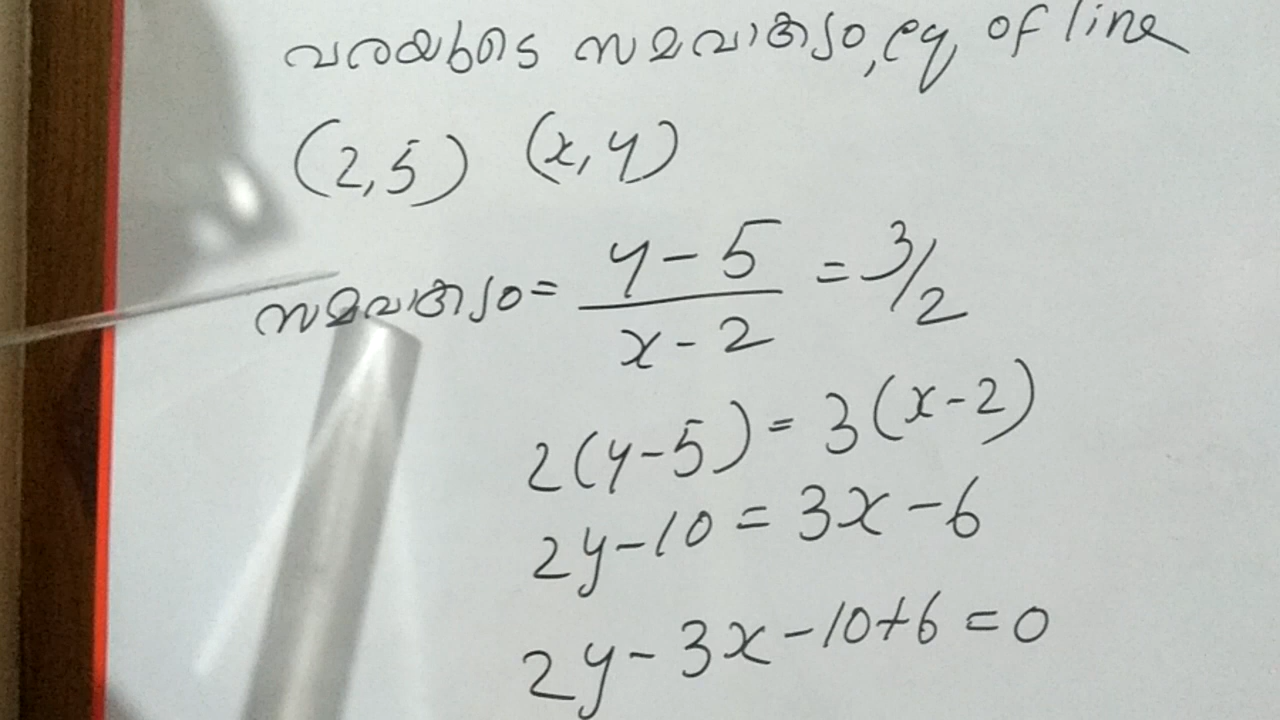 വരയുടെ സമവാക്യം, eq of line
(2,5) (x,y)
സമവാക്യം = y-5/x-2 = 3/2
2(y-5) = 3(x-2)
2y-10 = 3x-6
2y-3x-10+6=0